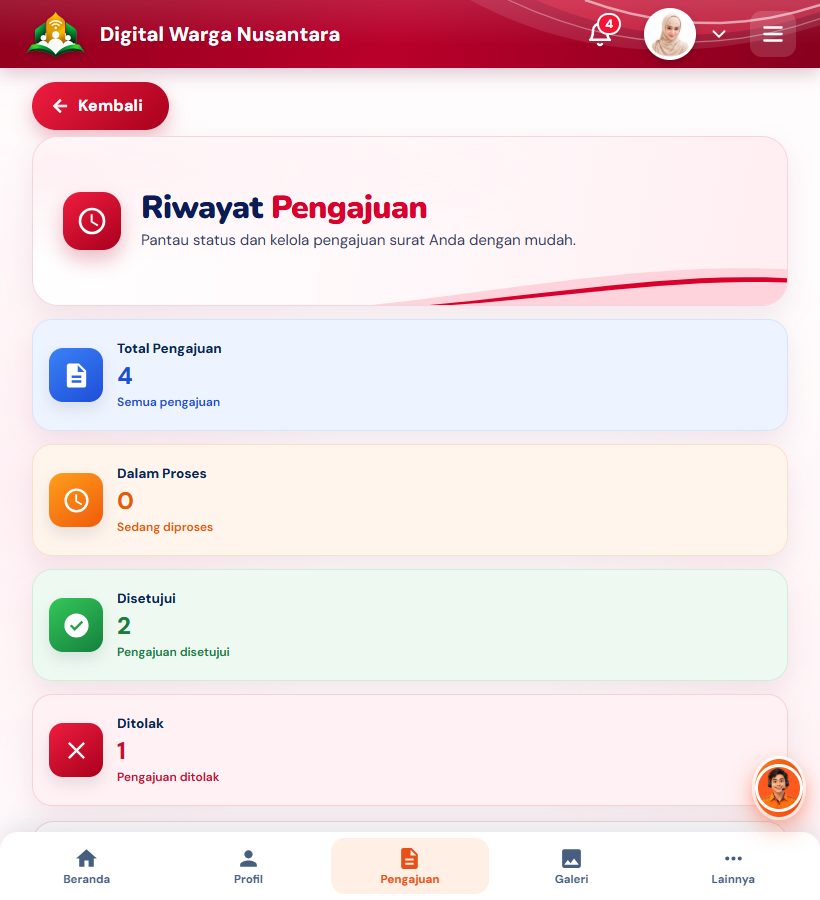 Digital Warga Nusantara
4
Kembali
Riwayat Pengajuan
Pantau status dan kelola pengajuan surat Anda dengan mudah.
Total Pengajuan
4
Semua pengajuan
Dalam Proses
0
Sedang diproses
Disetujui
2
Pengajuan disetujui
Ditolak
1
Pengajuan ditolak
Beranda
Profil
Pengajuan
Galeri
Lainnya